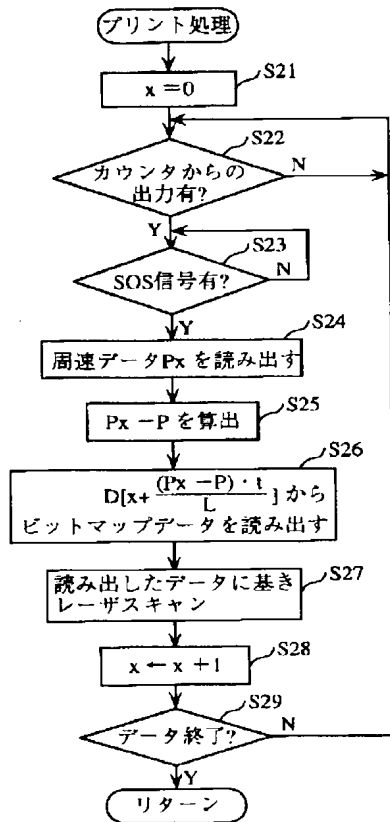 プリント処理
S21
x=0
S22
カウンタからの
出力有?
N
Y
S23
SOS信号有?
N
Y
S24
周速データPxを読み出す
S25
Px-Pを算出
S26
D[x+(Px-P)・t/L]から
ビットマップデータを読み出す
S27
読み出したデータに基き
レーザスキャン
S28
x←x+1
S29
データ終了?
N
Y
リターン